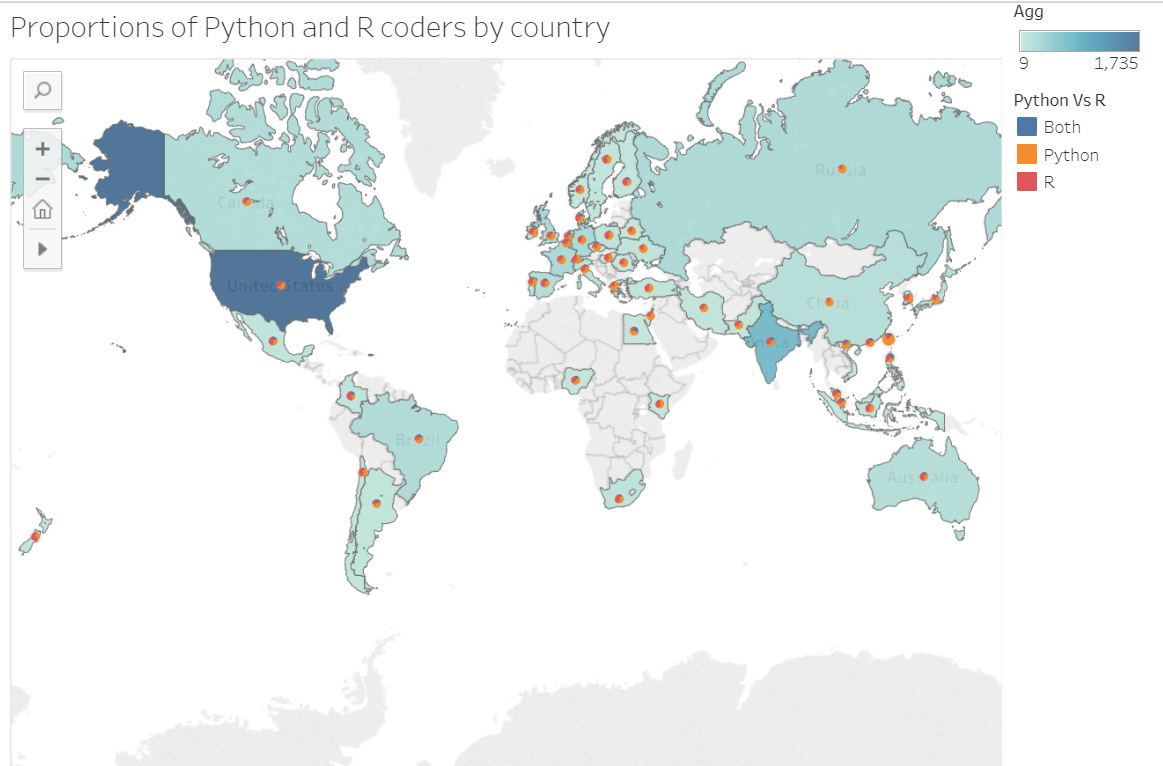 Proportions of Python and R coders by country
Agg
9 1,735
Python Vs R
Both
Python
R
Russia
Canada
United States
China
India
Brazil
Australia